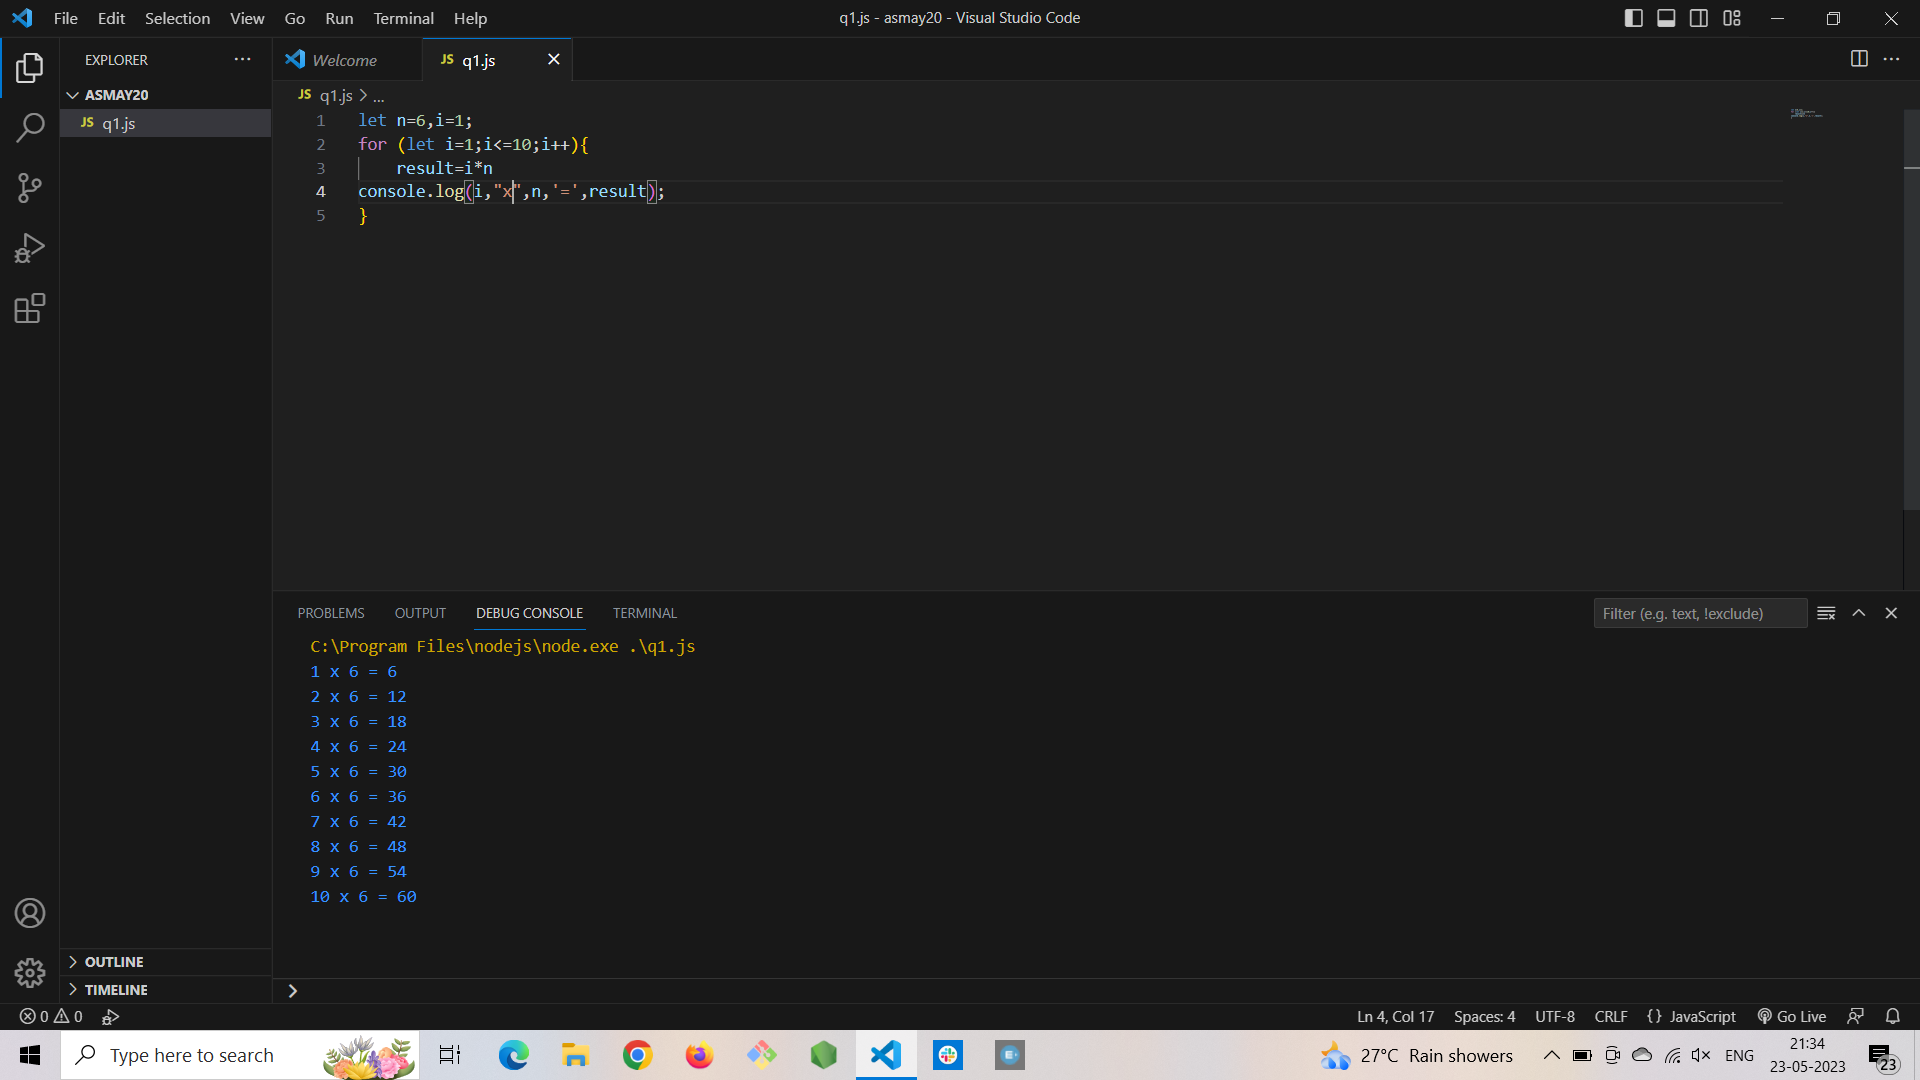 File Edit Selection View Go Run Terminal Help
q1.js - asmay20 - Visual Studio Code
EXPLORER
Welcome
JS q1.js
ASMAY20
JS q1.js
JS q1.js > ...
1 let n=6,i=1;
2 for (let i=1;i<=10;i++){
3 result=i*n
4 console.log(i,"x",n,'=',result);
5 }
PROBLEMS OUTPUT DEBUG CONSOLE TERMINAL
Filter (e.g. text, !exclude)
C:\Program Files\nodejs\node.exe .\q1.js
1 x 6 = 6
2 x 6 = 12
3 x 6 = 18
4 x 6 = 24
5 x 6 = 30
6 x 6 = 36
7 x 6 = 42
8 x 6 = 48
9 x 6 = 54
10 x 6 = 60
OUTLINE
TIMELINE
0 0
Ln 4, Col 17 Spaces: 4 UTF-8 CRLF {} JavaScript Go Live
Type here to search
27°C Rain showers
ENG
21:34
23-05-2023
23